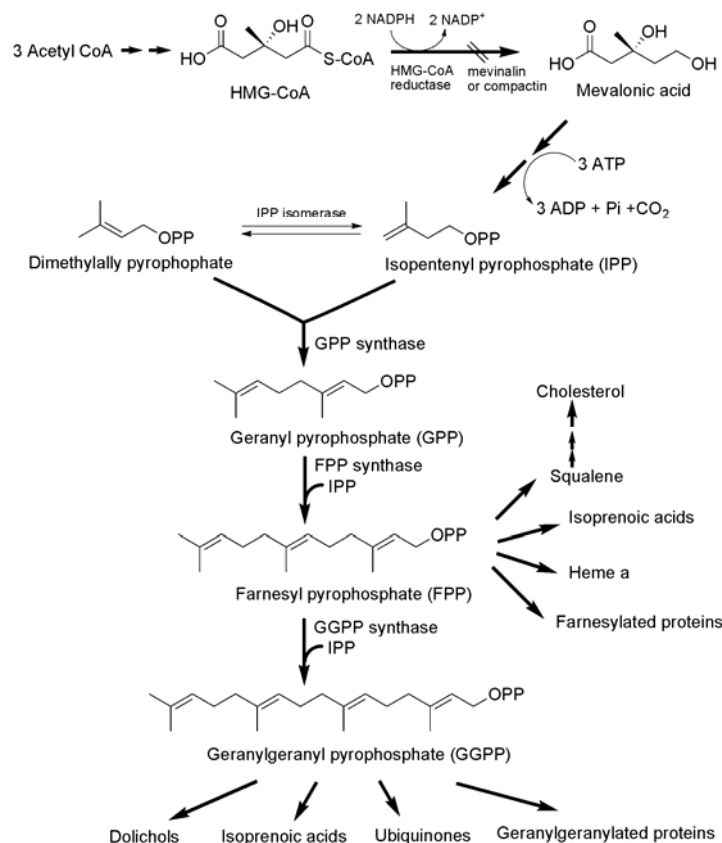 2 NADPH 2 NADP+
O OH O
3 Acetyl CoA HO S-CoA
HMG-CoA
HMG-CoA
reductase
mevinalin
or compactin
O OH
HO OH
Mevalonic acid
3 ATP
3 ADP + Pi +CO2
IPP isomerase
OPP
Dimethylally pyrophophate
OPP
Isopentenyl pyrophosphate (IPP)
GPP synthase
OPP
Geranyl pyrophosphate (GPP)
Cholesterol
FPP synthase
IPP
Squalene
Isoprenoic acids
OPP
Farnesyl pyrophosphate (FPP)
Heme a
Farnesylated proteins
GGPP synthase
IPP
OPP
Geranylgeranyl pyrophosphate (GGPP)
Dolichols Isoprenoic acids Ubiquinones Geranylgeranylated proteins